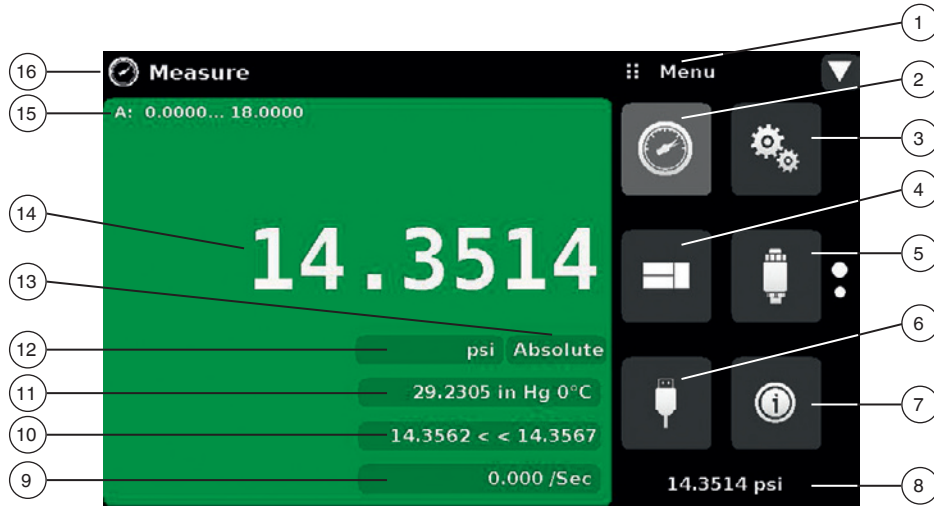 1
16
Measure
Menu
2
15
A: 0.0000... 18.0000
3
4
14
14.3514
5
13
6
12
psi Absolute
11
29.2305 in Hg 0°C
7
10
14.3562 < < 14.3567
9
0.000 /Sec
14.3514 psi
8